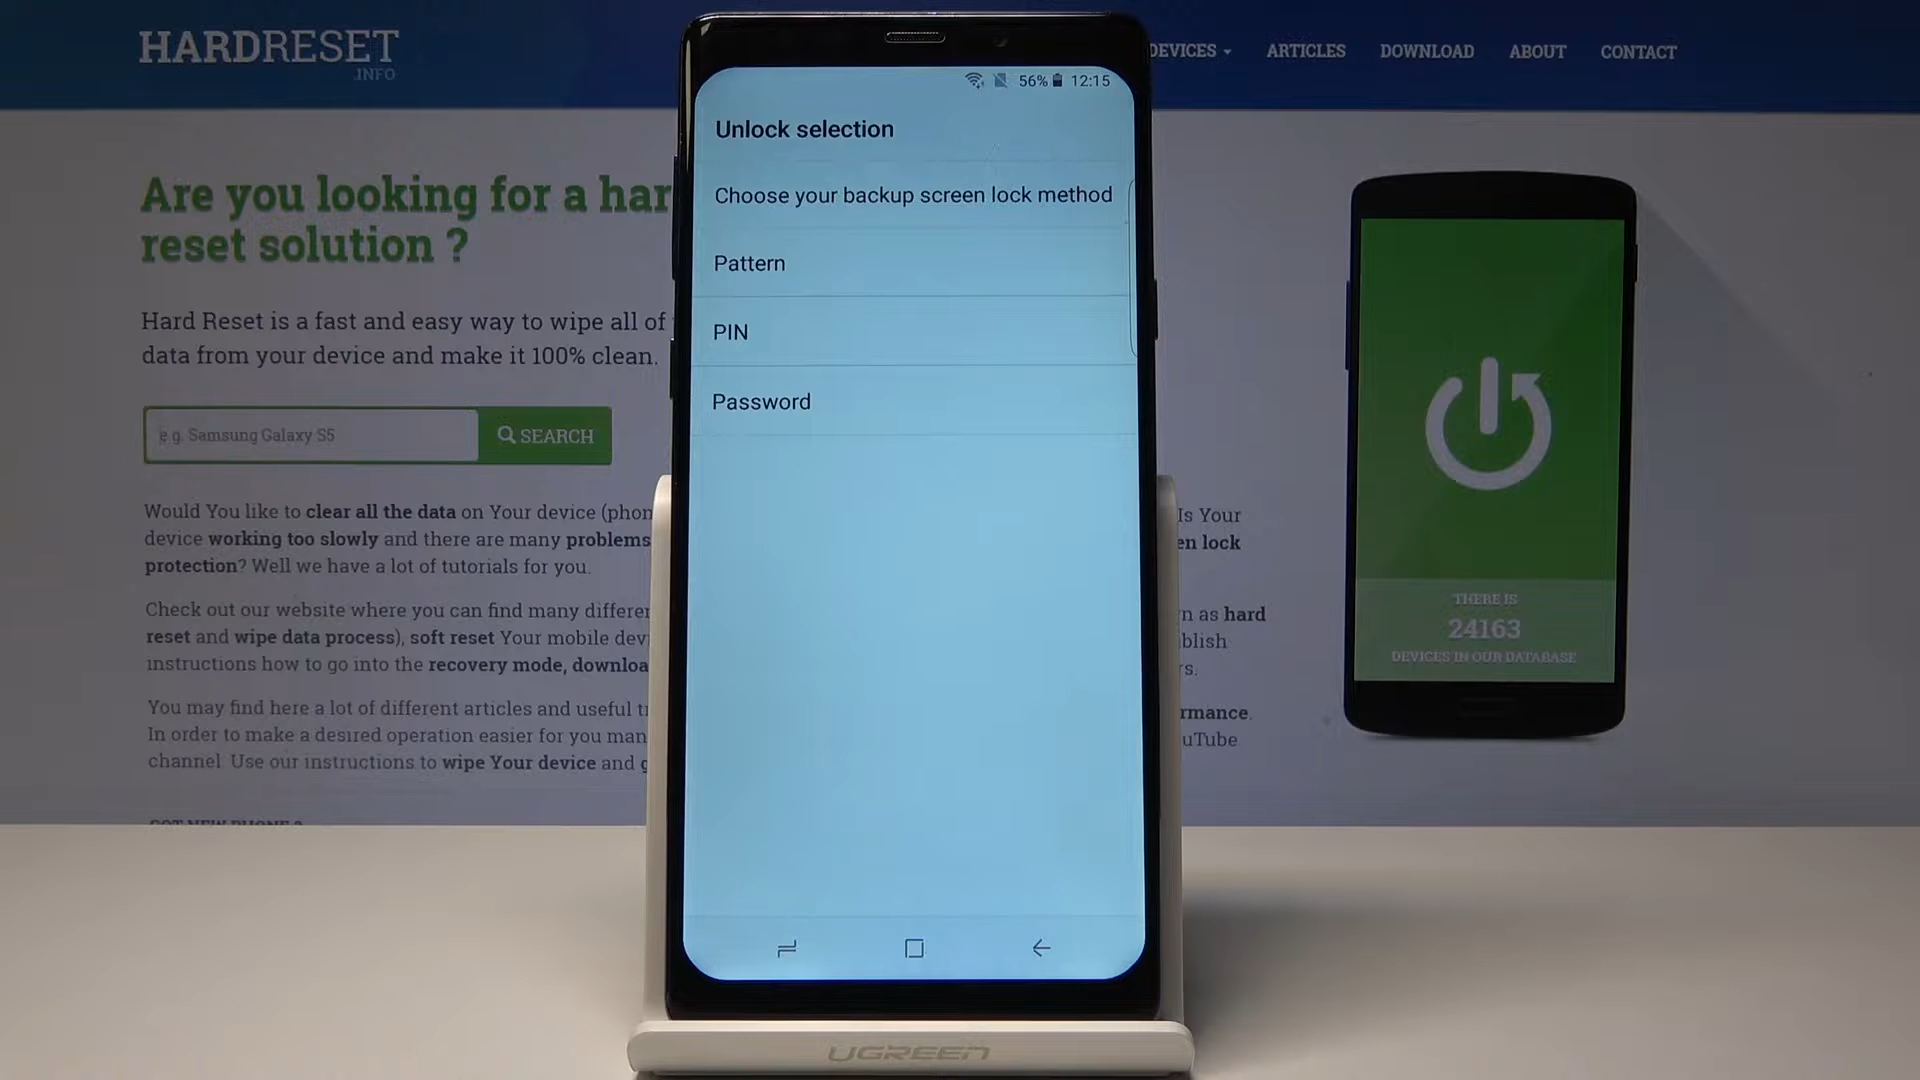 HARDRESET
.INFO
DEVICES
ARTICLES
DOWNLOAD
ABOUT
CONTACT
Are you looking for a har
reset solution ?
Hard Reset is a fast and easy way to wipe all of
data from your device and make it 100% clean.
e.g. Samsung Galaxy S5
SEARCH
Would You like to clear all the data on Your device (phon
device working too slowly and there are many problems
protection? Well we have a lot of tutorials for you.
Check out our website where you can find many differen
reset and wipe data process), soft reset Your mobile dev
instructions how to go into the recovery mode, downloa
You may find here a lot of different articles and useful t
In order to make a desired operation easier for you man
channel. Use our instructions to wipe Your device and g
GOT NEW PHONE ?
56% 12:15
Unlock selection
Choose your backup screen lock method
Pattern
PIN
Password
UGREEN
Is Your
en lock
n as hard
blish
rs.
rmance.
uTube
THERE IS
24163
DEVICES IN OUR DATABASE